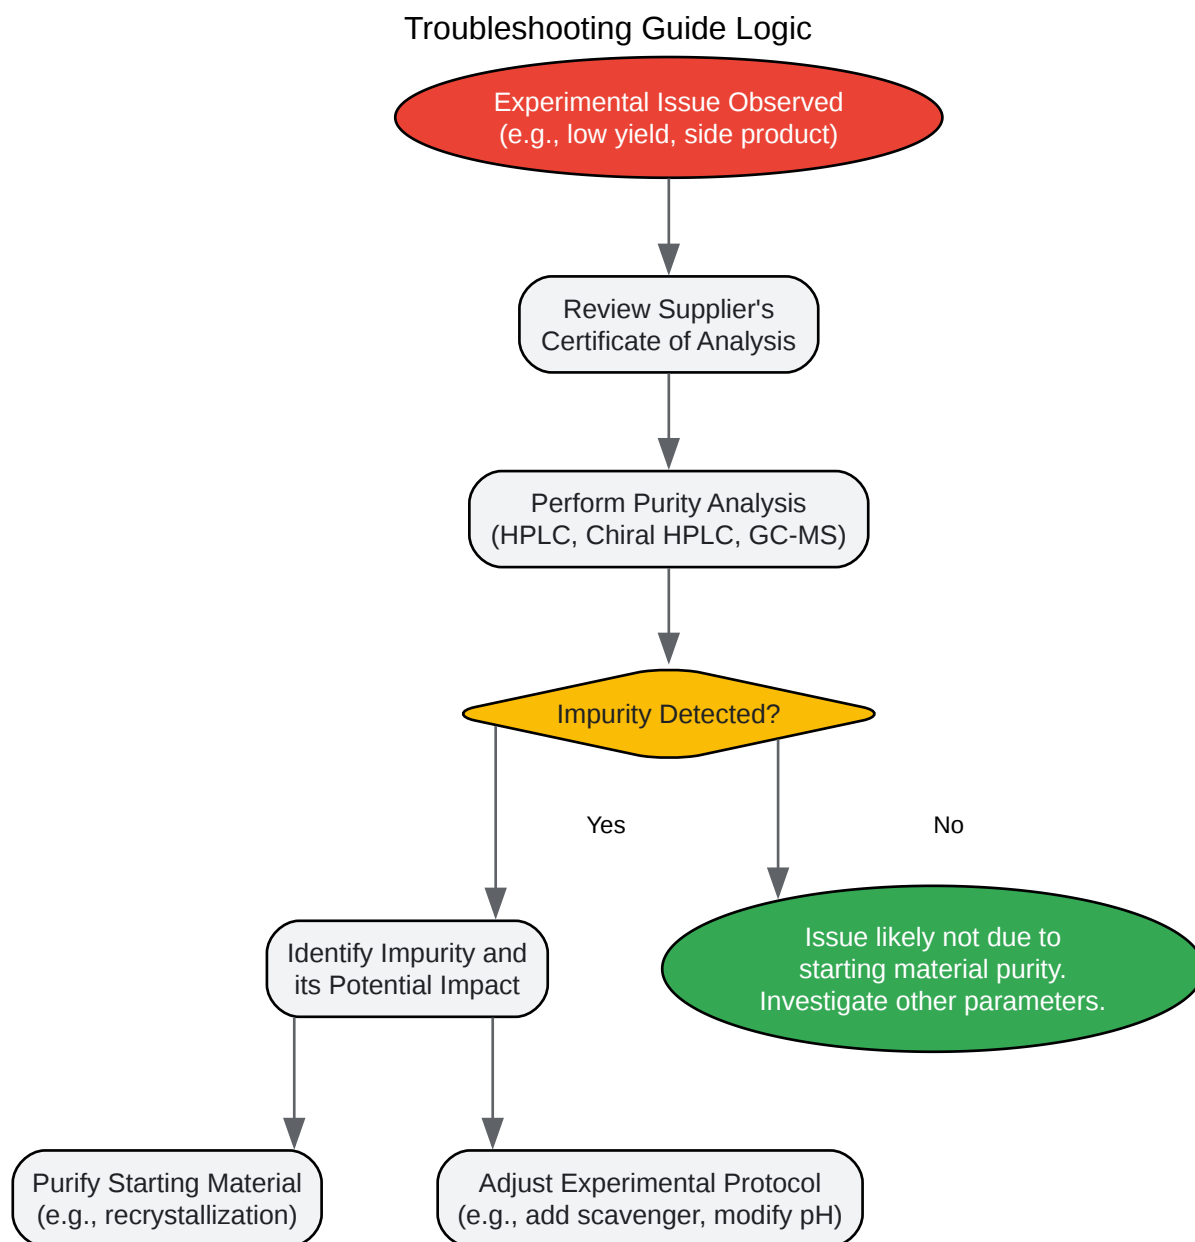 Troubleshooting Guide Logic
Experimental Issue Observed
(e.g., low yield, side product)
Review Supplier's
Certificate of Analysis
Perform Purity Analysis
(HPLC, Chiral HPLC, GC-MS)
Impurity Detected?
Yes
No
Identify Impurity and
its Potential Impact
Issue likely not due to
starting material purity.
Investigate other parameters.
Purify Starting Material
(e.g., recrystallization)
Adjust Experimental Protocol
(e.g., add scavenger, modify pH)